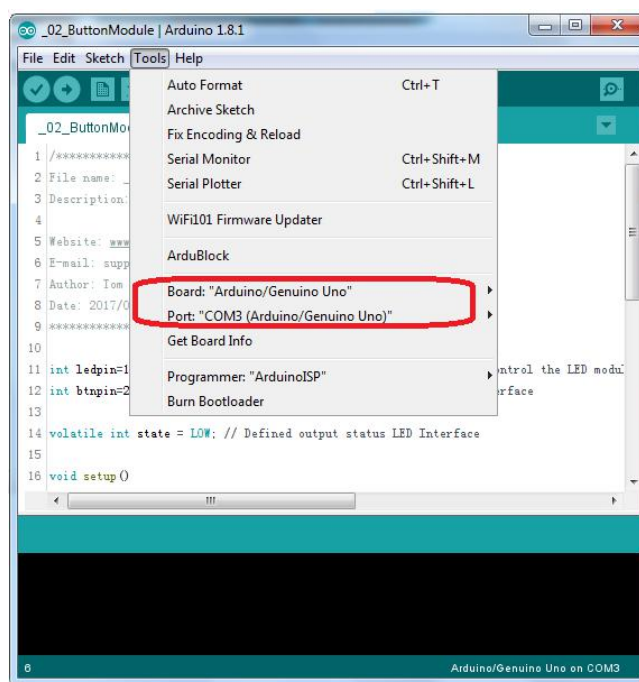 _02_ButtonModule | Arduino 1.8.1
File Edit Sketch Tools Help
Auto Format Ctrl+T
Archive Sketch
Fix Encoding & Reload
Serial Monitor Ctrl+Shift+M
Serial Plotter Ctrl+Shift+L
WiFi101 Firmware Updater
ArduBlock
Board: "Arduino/Genuino Uno"
Port: "COM3 (Arduino/Genuino Uno)"
Get Board Info
Programmer: "ArduinoISP"
Burn Bootloader
_02_ButtonMo
1 /***********
2 File name: _
3 Description:
4
5 Website: www
6 E-mail: supp
7 Author: Tom
8 Date: 2017/0
9 ************
10
11 int ledpin=1 ntrol the LED modul
12 int btnpin=2 rface
13
14 volatile int state = LOW; // Defined output status LED Interface
15
16 void setup()
6 Arduino/Genuino Uno on COM3